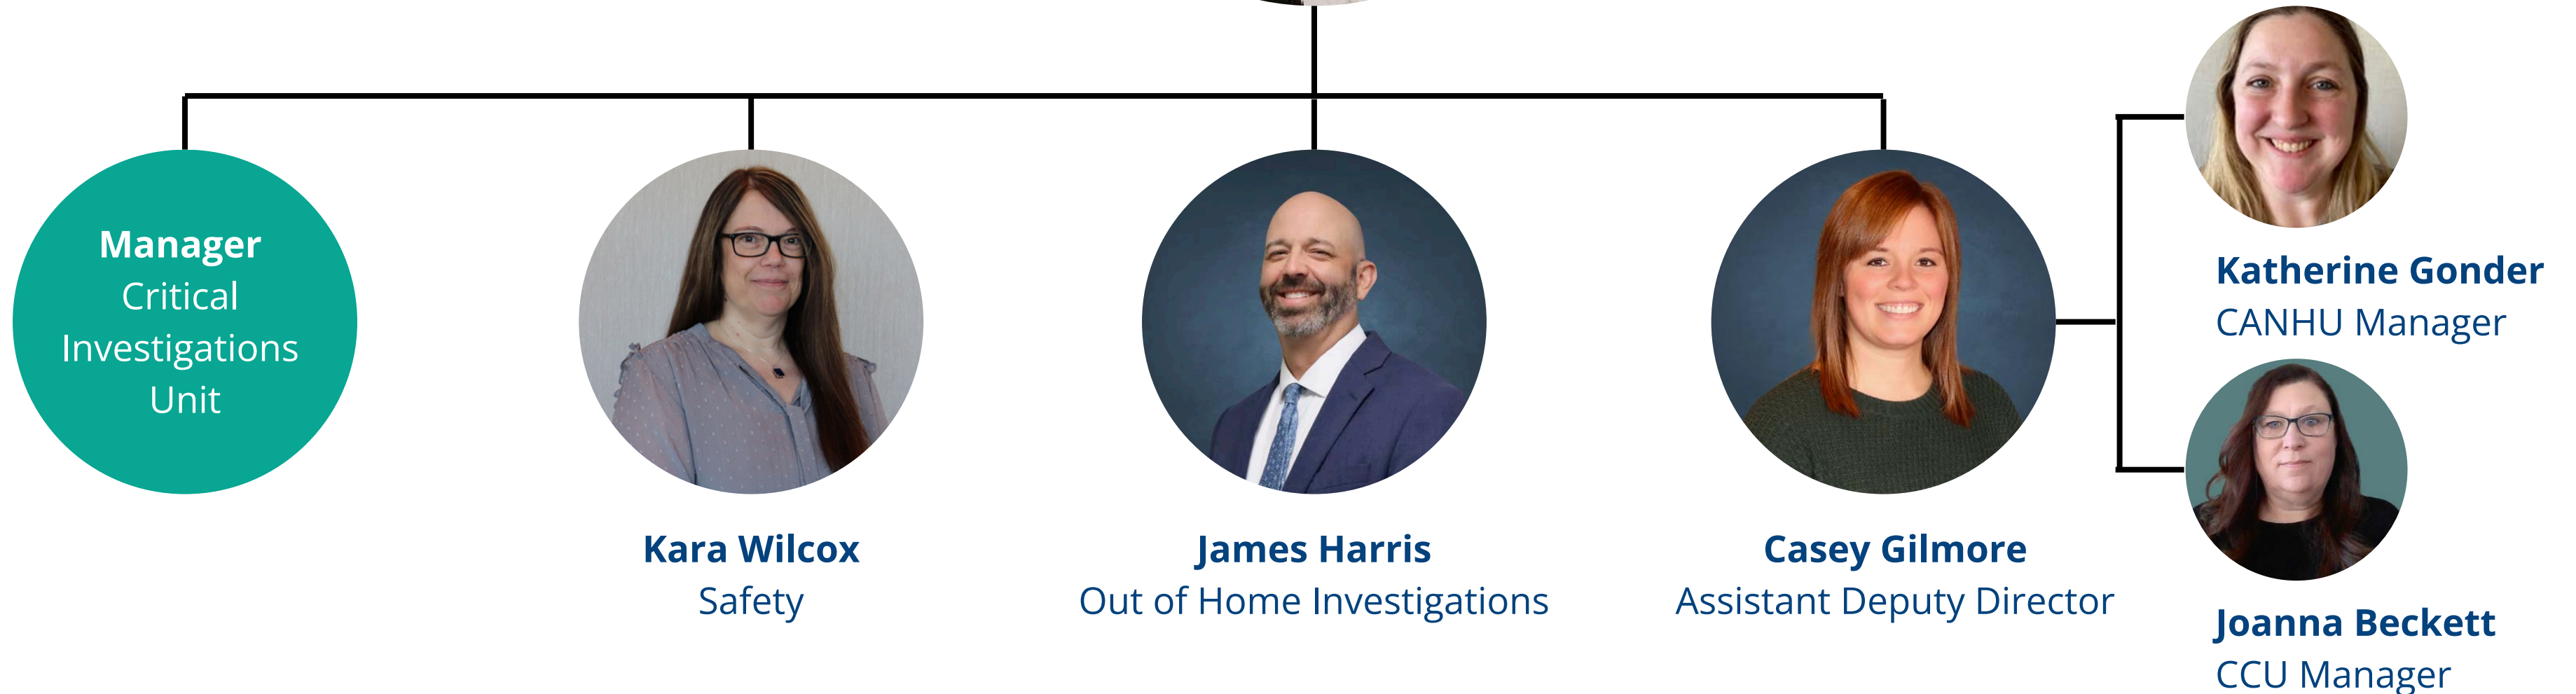 Manager
Critical
Investigations
Unit
Kara Wilcox
Safety
James Harris
Out of Home Investigations
Casey Gilmore
Assistant Deputy Director
Katherine Gonder
CANHU Manager
Joanna Beckett
CCU Manager